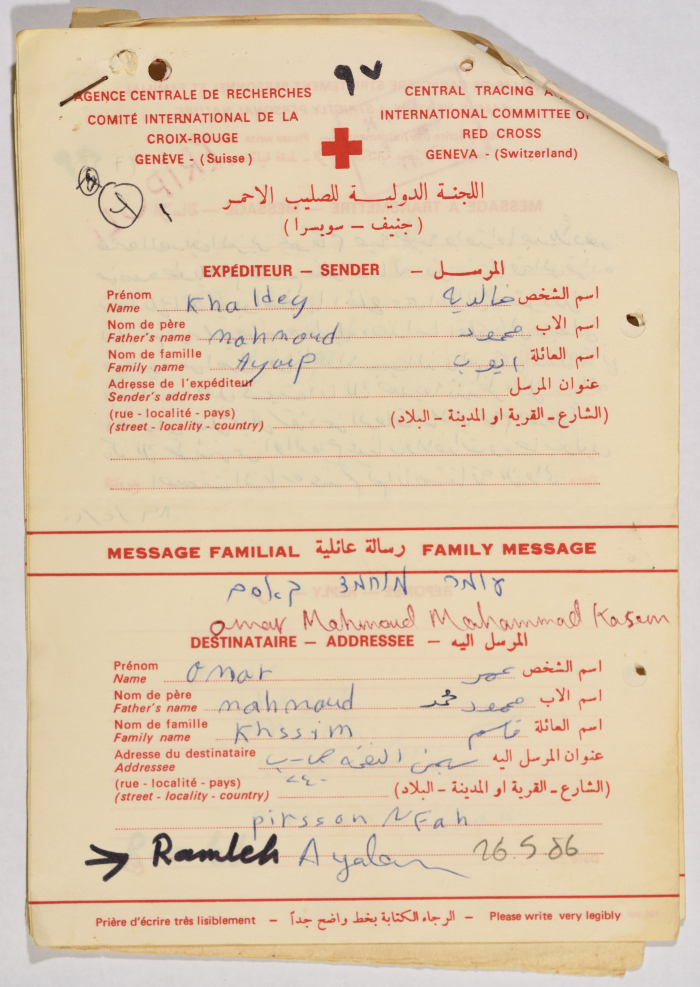 ٩٧
AGENCE CENTRALE DE RECHERCHES
COMITÉ INTERNATIONAL DE LA
CROIX-ROUGE
GENÈVE - (Suisse)
CENTRAL TRACING
INTERNATIONAL COMMITTEE O
RED CROSS
GENEVA - (Switzerland)
اللجنة الدولية للصليب الاحمر
(جنيف - سويسرا)
EXPÉDITEUR — SENDER — المرسل
Prénom
Name Khaldey خالدية اسم الشخص
Nom de père
Father's name mahmoud محمود اسم الاب
Nom de famille
Family name Ayoup ايوب اسم العائلة
Adresse de l'expéditeur عنوان المرسل
Sender's address
(rue - localité - pays) (الشارع - القرية او المدينة - البلاد)
(street - locality - country)
MESSAGE FAMILIAL رسالة عائلية FAMILY MESSAGE
עומר מוחמד קאסם
omar Mahmoud Mahammad Kasem
DESTINATAIRE — ADDRESSEE — المرسل اليه
Prénom
Name Omar عمر اسم الشخص
Nom de père
Father's name mahmoud محمود محمد اسم الاب
Nom de famille
Family name Khssim قاسم اسم العائلة
Adresse du destinataire سجن النفحه ص-ب عنوان المرسل اليه
Addressee
(rue - localité - pays) ٢٤٠ (الشارع - القرية او المدينة - البلاد)
(street - locality - country)
pirsson NFah
→ Ramleh Ayalan 26.5.86
Prière d'écrire très lisiblement — الرجاء الكتابة بخط واضح جداً — Please write very legibly